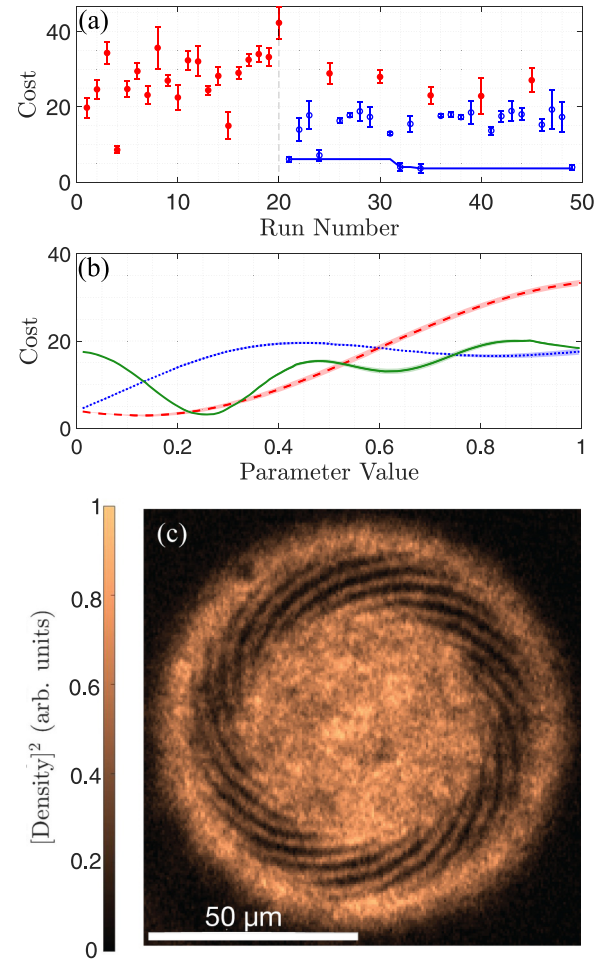 (a)
Cost
40
20
0
0 10 20 30 40 50
Run Number
(b)
Cost
40
20
0
0 0.2 0.4 0.6 0.8 1
Parameter Value
(c)
[Density]² (arb. units)
1
0.8
0.6
0.4
0.2
0
50 μm